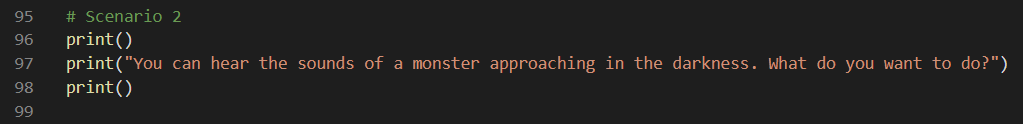 95 # Scenario 2
96 print()
97 print("You can hear the sounds of a monster approaching in the darkness. What do you want to do?")
98 print()
99